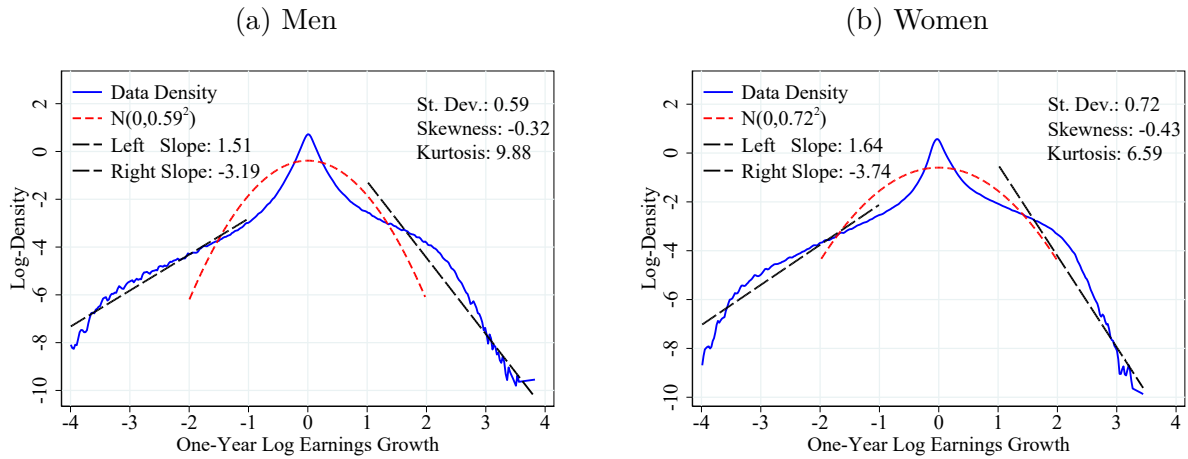 (a) Men
Data Density
N(0,0.59²)
Left Slope: 1.51
Right Slope: -3.19
St. Dev.: 0.59
Skewness: -0.32
Kurtosis: 9.88
Log-Density
2
0
-2
-4
-6
-8
-10
-4 -3 -2 -1 0 1 2 3 4
One-Year Log Earnings Growth
(b) Women
Data Density
N(0,0.72²)
Left Slope: 1.64
Right Slope: -3.74
St. Dev.: 0.72
Skewness: -0.43
Kurtosis: 6.59
Log-Density
2
0
-2
-4
-6
-8
-10
-4 -3 -2 -1 0 1 2 3 4
One-Year Log Earnings Growth